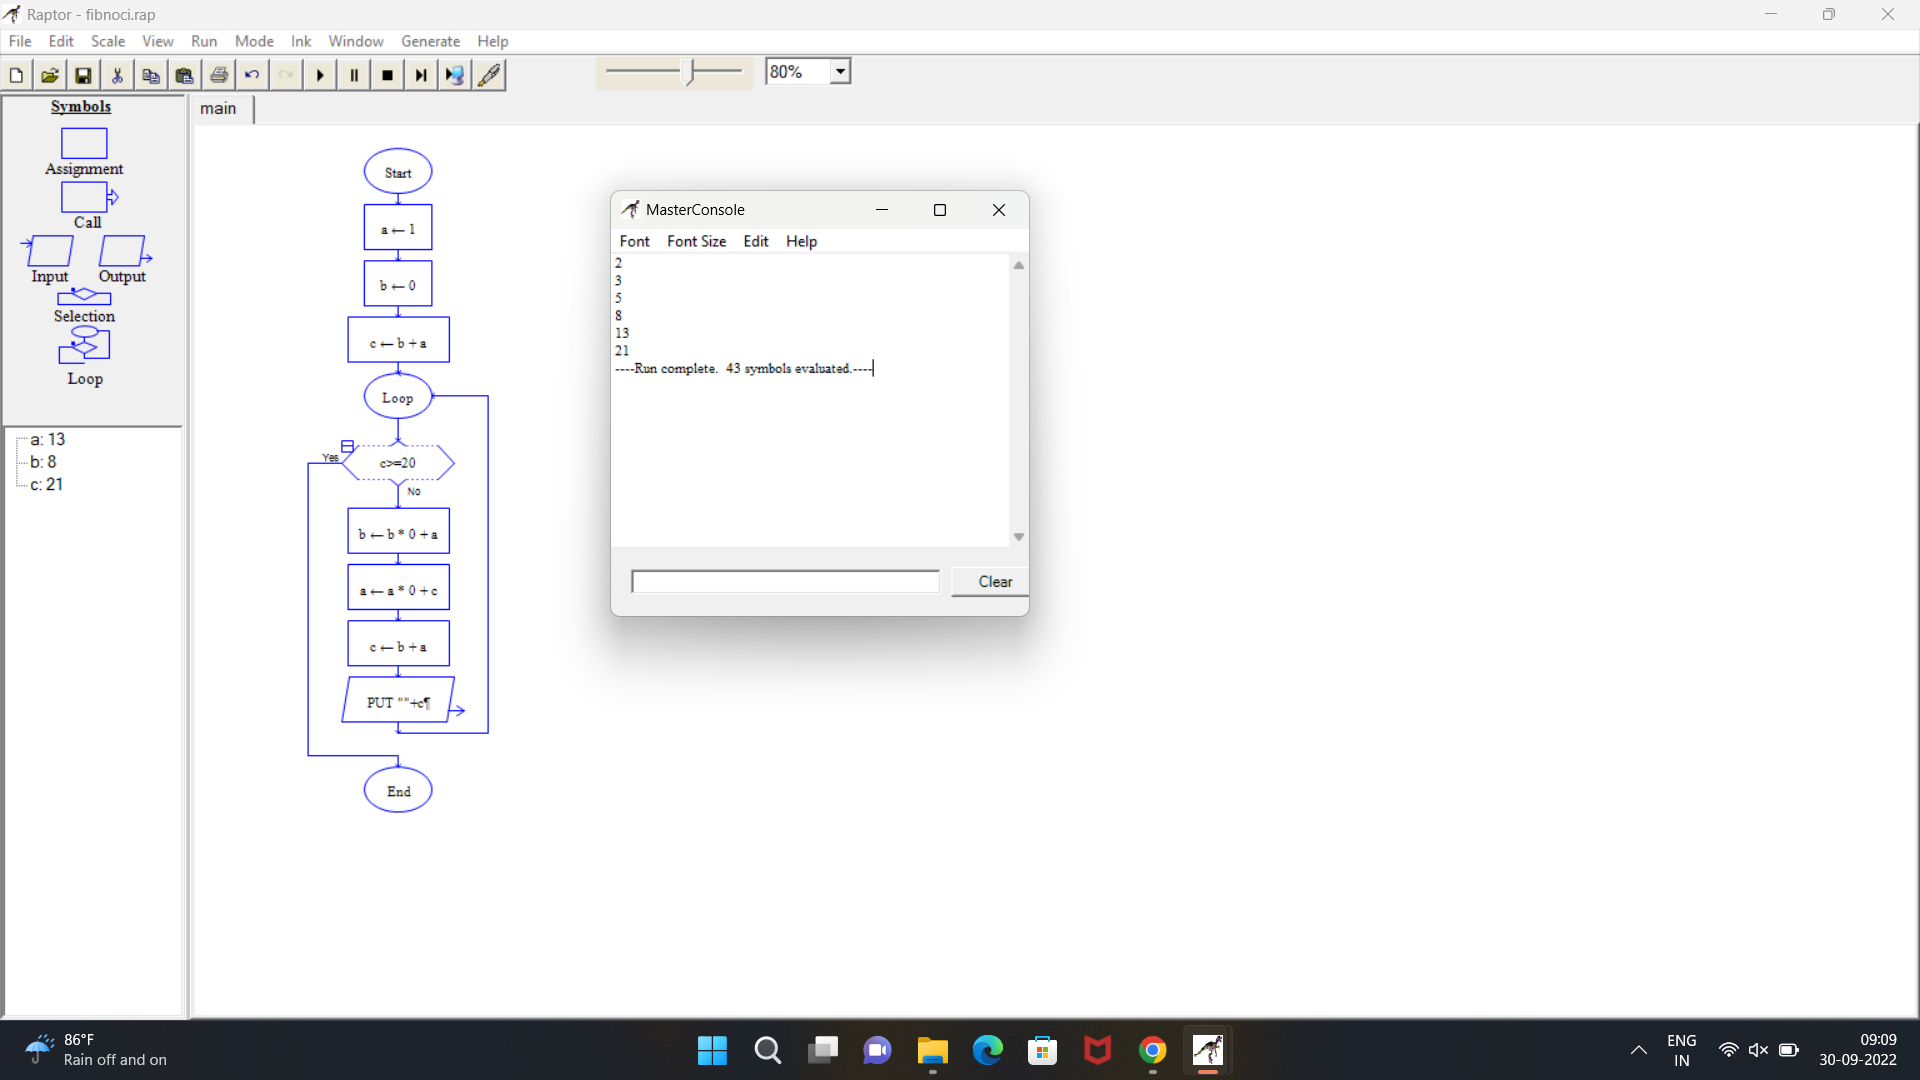 Raptor - fibnoci.rap
File Edit Scale View Run Mode Ink Window Generate Help
80%
Symbols
Assignment
Call
Input Output
Selection
Loop
a: 13
b: 8
c: 21
main
Start
a ← 1
b ← 0
c ← b + a
Loop
Yes
c>=20
No
b ← b * 0 + a
a ← a * 0 + c
c ← b + a
PUT ""+c¶
End
MasterConsole
Font Font Size Edit Help
2
3
5
8
13
21
----Run complete.  43 symbols evaluated.----
Clear
86°F
Rain off and on
ENG
IN
09:09
30-09-2022